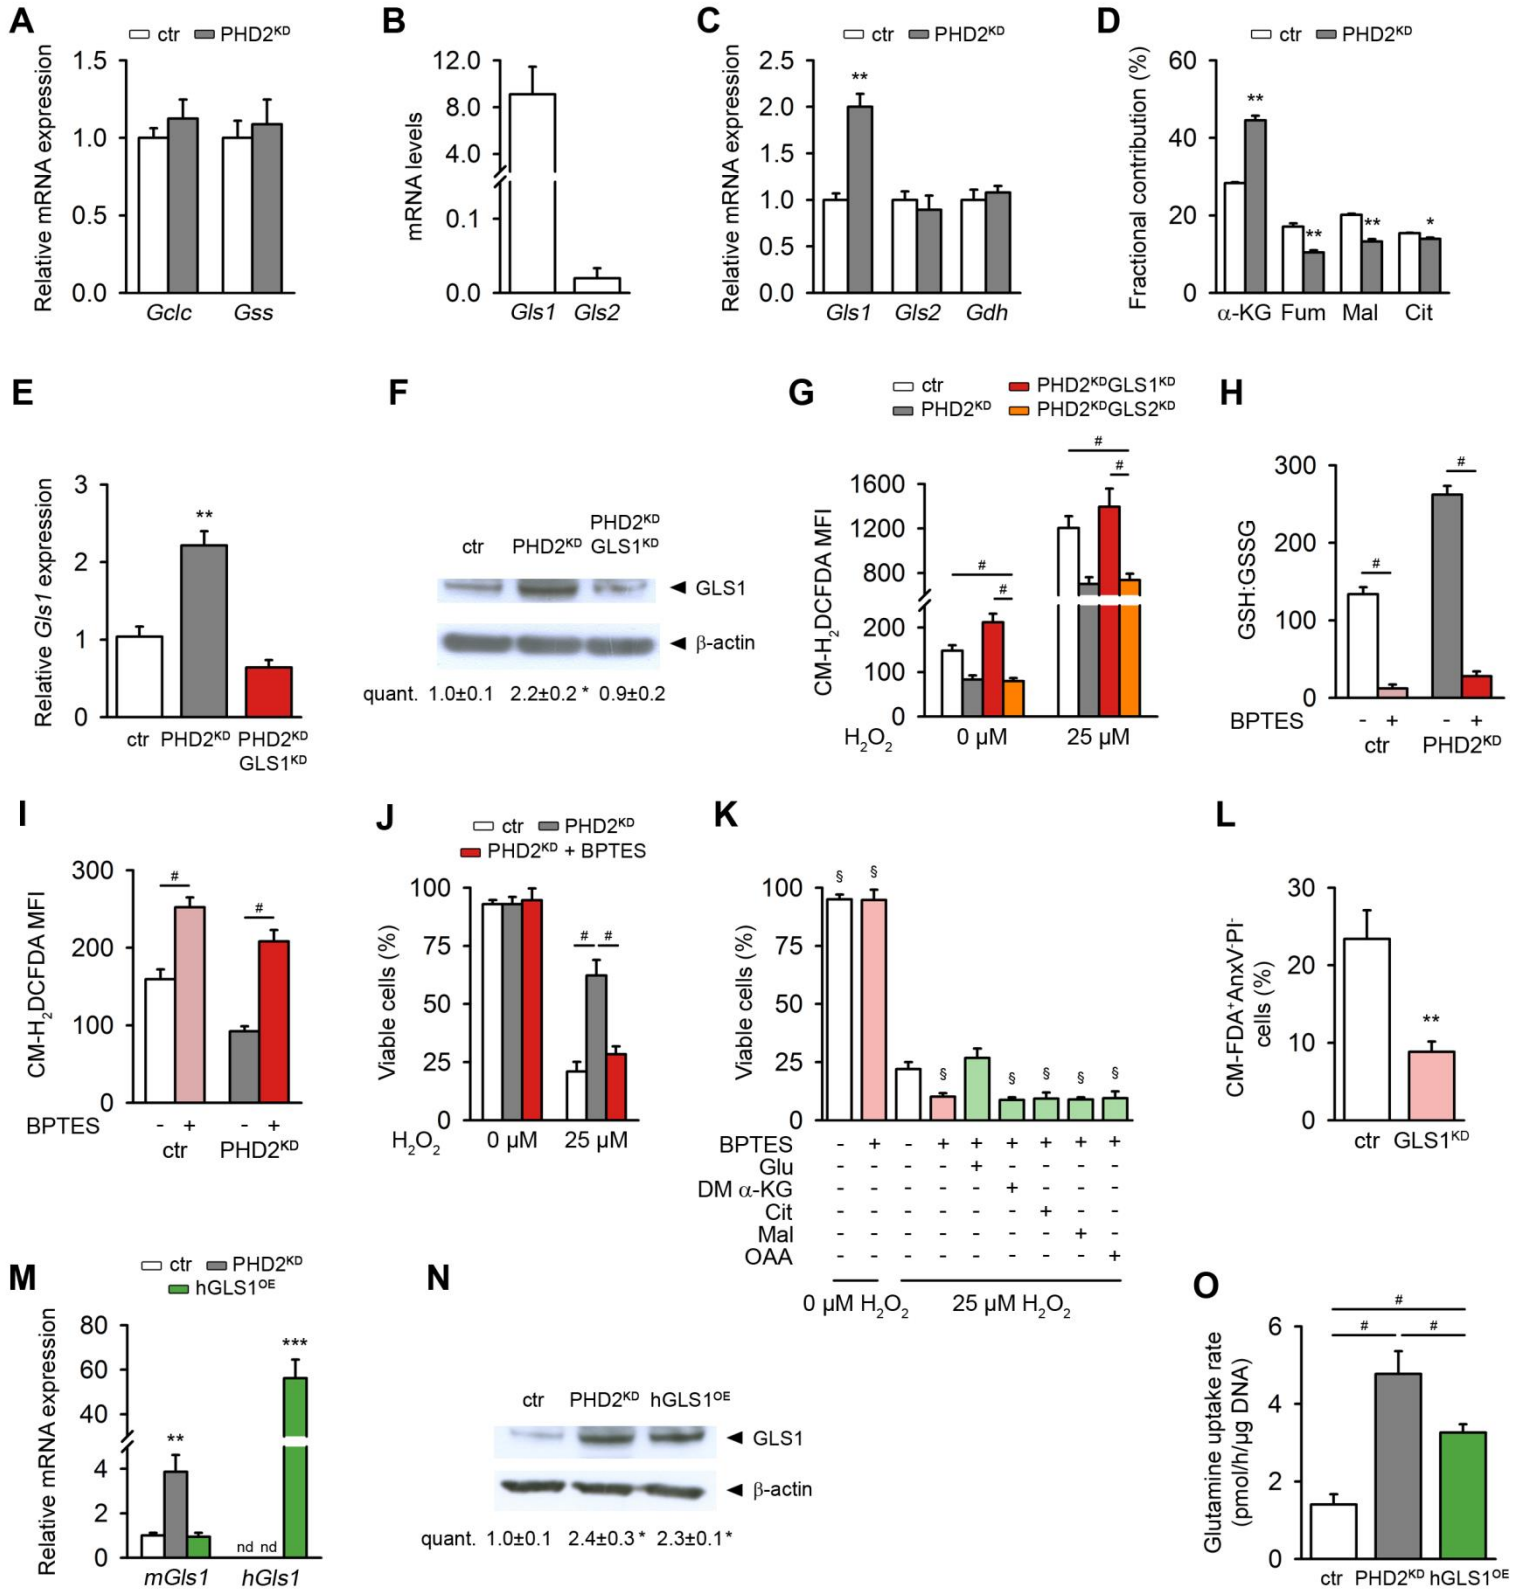 A
ctr PHD2KD
Relative mRNA expression
1.5
1.0
0.5
0.0
Gclc Gss
B
mRNA levels
12.0
8.0
4.0
0.1
0.0
Gls1 Gls2
C
ctr PHD2KD
Relative mRNA expression
2.5
2.0
1.5
1.0
0.5
0.0
**
Gls1 Gls2 Gdh
D
ctr PHD2KD
Fractional contribution (%)
60
40
20
0
** ** ** *
α-KG Fum Mal Cit
E
Relative Gls1 expression
3
2
1
0
**
ctr PHD2KD PHD2KD
GLS1KD
F
PHD2KD
ctr PHD2KD GLS1KD
◄ GLS1
◄ β-actin
quant. 1.0±0.1 2.2±0.2 * 0.9±0.2
G
ctr PHD2KDGLS1KD
PHD2KD PHD2KDGLS2KD
CM-H2DCFDA MFI
1600
1200
800
200
100
0
# # # #
H2O2 0 µM 25 µM
H
GSH:GSSG
300
200
100
0
# #
BPTES - + - +
ctr PHD2KD
I
CM-H2DCFDA MFI
300
200
100
0
# #
BPTES - + - +
ctr PHD2KD
J
ctr PHD2KD
PHD2KD + BPTES
Viable cells (%)
100
75
50
25
0
# #
H2O2 0 µM 25 µM
K
Viable cells (%)
100
75
50
25
0
§ § § § § § §
BPTES - + - + + + + + +
Glu - - - - + - - - -
DM α-KG - - - - - + - - -
Cit - - - - - - + - -
Mal - - - - - - - + -
OAA - - - - - - - - +
0 µM H2O2 25 µM H2O2
L
CM-FDA+AnxV-PI-
cells (%)
30
20
10
0
**
ctr GLS1KD
M
ctr PHD2KD
hGLS1OE
Relative mRNA expression
80
60
40
4
2
0
** ***
nd nd
mGls1 hGls1
N
ctr PHD2KD hGLS1OE
◄ GLS1
◄ β-actin
quant. 1.0±0.1 2.4±0.3 * 2.3±0.1 *
O
Glutamine uptake rate
(pmol/h/µg DNA)
6
4
2
0
#
# #
ctr PHD2KD hGLS1OE